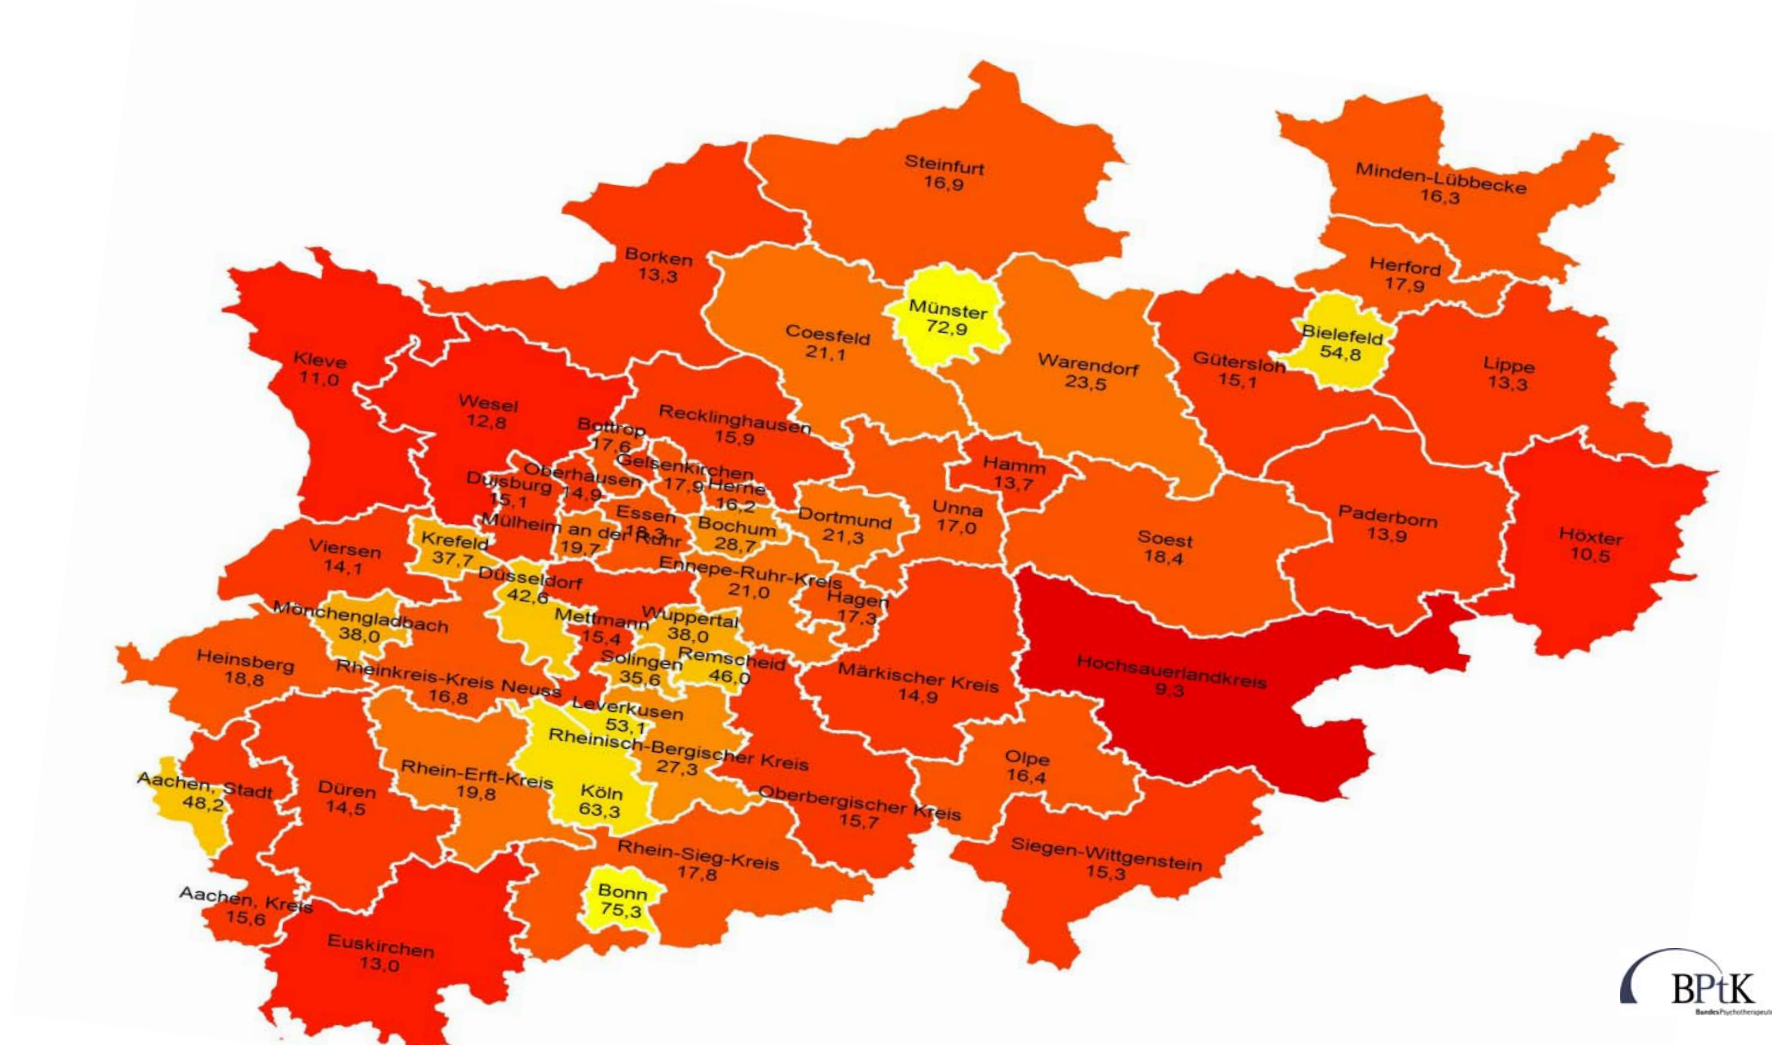 Steinfurt
16,9
Minden-Lübbecke
16,3
Borken
13,3
Herford
17,9
Münster
72,9
Bielefeld
54,8
Coesfeld
21,1
Kleve
11,0
Warendorf
23,5
Gütersloh
15,1
Lippe
13,3
Wesel
12,8
Recklinghausen
15,9
Bottrop
17,6
Gelsenkirchen
17,9
Oberhausen
14,9
Duisburg
15,1
Herne
16,2
Hamm
13,7
Essen
18,3
Bochum
28,7
Dortmund
21,3
Unna
17,0
Paderborn
13,9
Höxter
10,5
Soest
18,4
Mülheim an der Ruhr
19,7
Krefeld
37,7
Viersen
14,1
Düsseldorf
42,6
Ennepe-Ruhr-Kreis
21,0
Hagen
17,3
Mönchengladbach
38,0
Mettmann
15,4
Wuppertal
38,0
Solingen
35,6
Remscheid
46,0
Heinsberg
18,8
Rheinkreis-Kreis Neuss
16,8
Märkischer Kreis
14,9
Hochsauerlandkreis
9,3
Leverkusen
53,1
Rheinisch-Bergischer Kreis
27,3
Olpe
16,4
Aachen, Stadt
48,2
Düren
14,5
Rhein-Erft-Kreis
19,8
Köln
63,3
Oberbergischer Kreis
15,7
Rhein-Sieg-Kreis
17,8
Siegen-Wittgenstein
15,3
Bonn
75,3
Aachen, Kreis
15,6
Euskirchen
13,0
BPtK